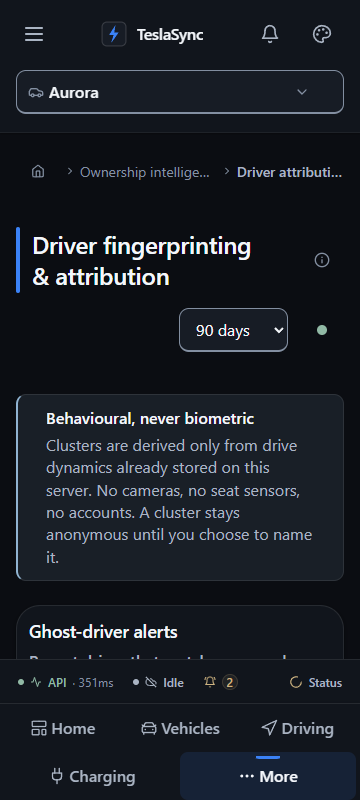 TeslaSync
Aurora
Ownership intellige...
Driver attributi...
Driver fingerprinting
& attribution
90 days
Behavioural, never biometric
Clusters are derived only from drive
dynamics already stored on this
server. No cameras, no seat sensors,
no accounts. A cluster stays
anonymous until you choose to name
it.
Ghost-driver alerts
API · 351ms
Idle
2
Status
Home
Vehicles
Driving
Charging
More